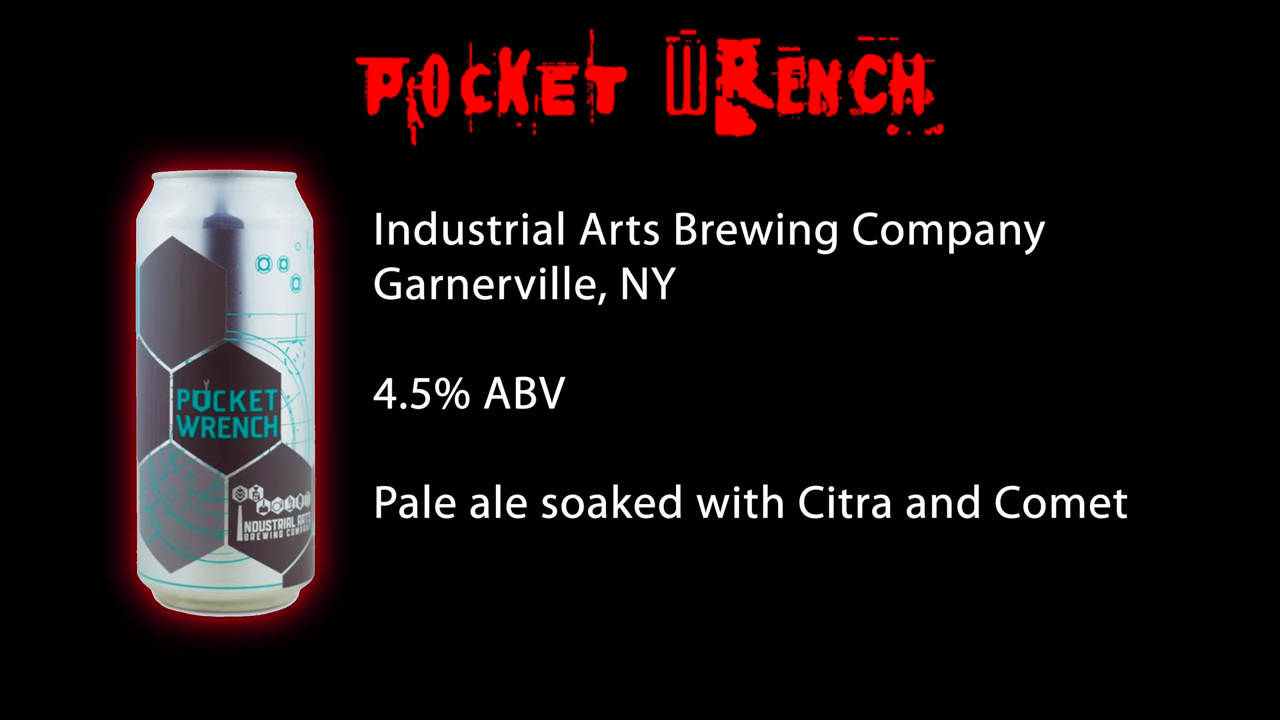 POCKET WRENCH
Industrial Arts Brewing Company
Garnerville, NY
4.5% ABV
Pale ale soaked with Citra and Comet
POCKET
WRENCH
INDUSTRIAL ARTS
BREWING COMPANY